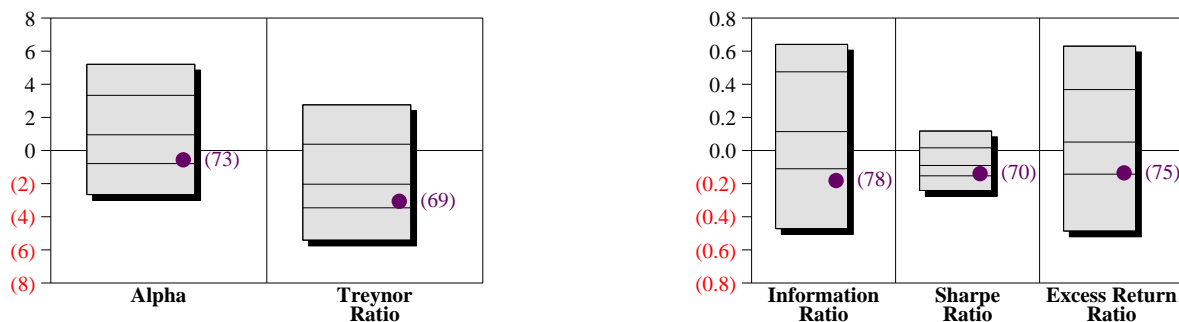 8
6
4
2
0
(2)
(4)
(6)
(8)
(73)
(69)
Alpha
Treynor
Ratio
0.8
0.6
0.4
0.2
0.0
(0.2)
(0.4)
(0.6)
(0.8)
(78)
(70)
(75)
Information
Ratio
Sharpe
Ratio
Excess Return
Ratio